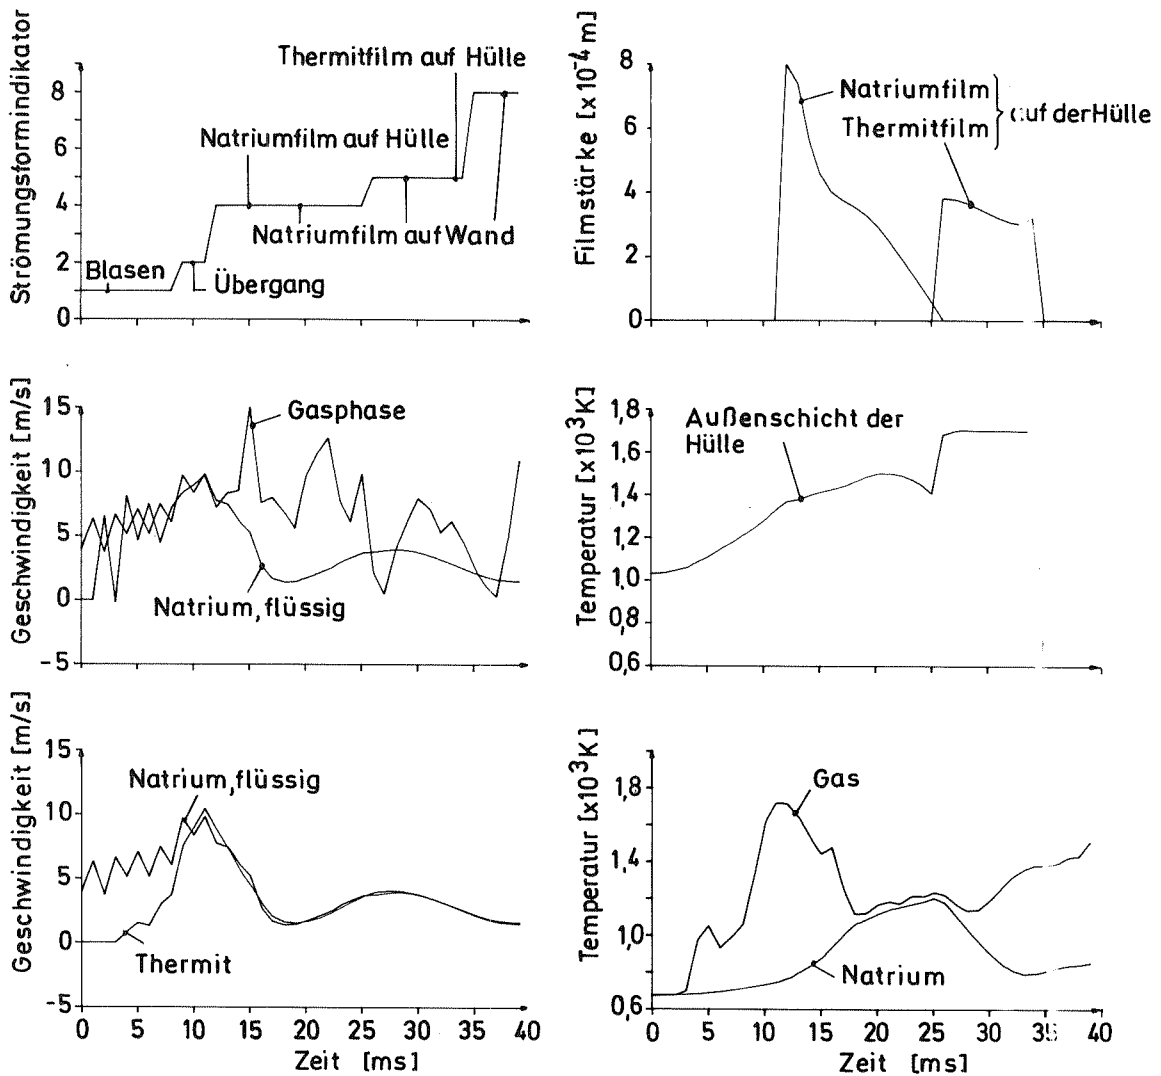 Strömungsformindikator
8
6
4
2
0
Thermitfilm auf Hülle
Natriumfilm auf Hülle
Natriumfilm auf Wand
Blasen
Übergang
Filmstärke [x10⁻⁴m]
8
6
4
2
0
Natriumfilm
Thermitfilm
auf der Hülle
Geschwindigkeit [m/s]
15
10
5
0
-5
Gasphase
Natrium, flüssig
Temperatur [x10³K]
1,8
1,6
1,4
1,2
1,0
0,8
0,6
Außenschicht der
Hülle
Geschwindigkeit [m/s]
15
10
5
0
-5
Natrium, flüssig
Thermit
0 5 10 15 20 25 30 35 40
Zeit [ms]
Temperatur [x10³K]
1,8
1,4
1,0
0,6
Gas
Natrium
0 5 10 15 20 25 30 35 40
Zeit [ms]